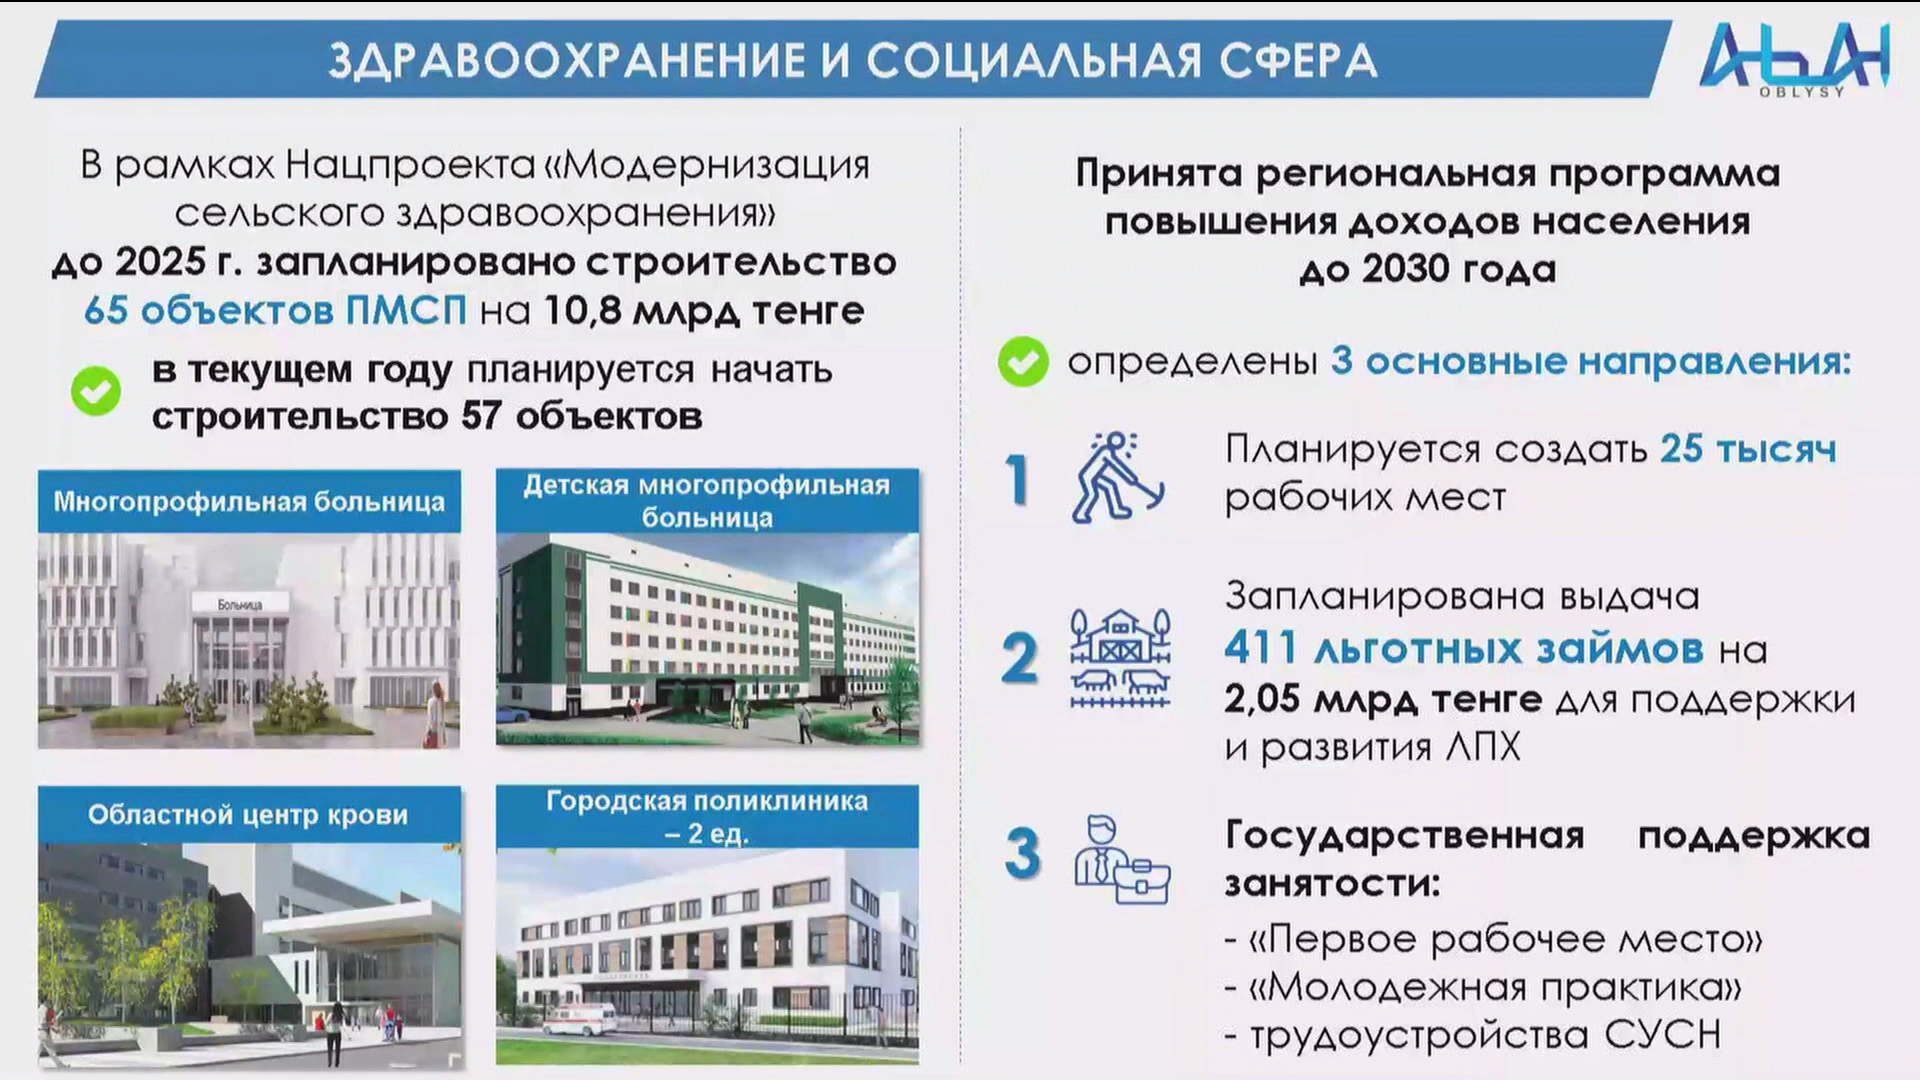 ЗДРАВООХРАНЕНИЕ И СОЦИАЛЬНАЯ СФЕРА
АБАЙ
OBLYSY
В рамках Нацпроекта «Модернизация
сельского здравоохранения»
до 2025 г. запланировано строительство
65 объектов ПМСП на 10,8 млрд тенге
в текущем году планируется начать
строительство 57 объектов
Многопрофильная больница
Больница
Детская многопрофильная
больница
Областной центр крови
Городская поликлиника
– 2 ед.
Принята региональная программа
повышения доходов населения
до 2030 года
определены 3 основные направления:
1
Планируется создать 25 тысяч
рабочих мест
2
Запланирована выдача
411 льготных займов на
2,05 млрд тенге для поддержки
и развития ЛПХ
3
Государственная поддержка
занятости:
- «Первое рабочее место»
- «Молодежная практика»
- трудоустройства СУСН